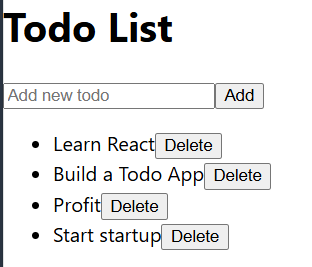 Todo List
Add new todo Add
Learn React Delete
Build a Todo App Delete
Profit Delete
Start startup Delete